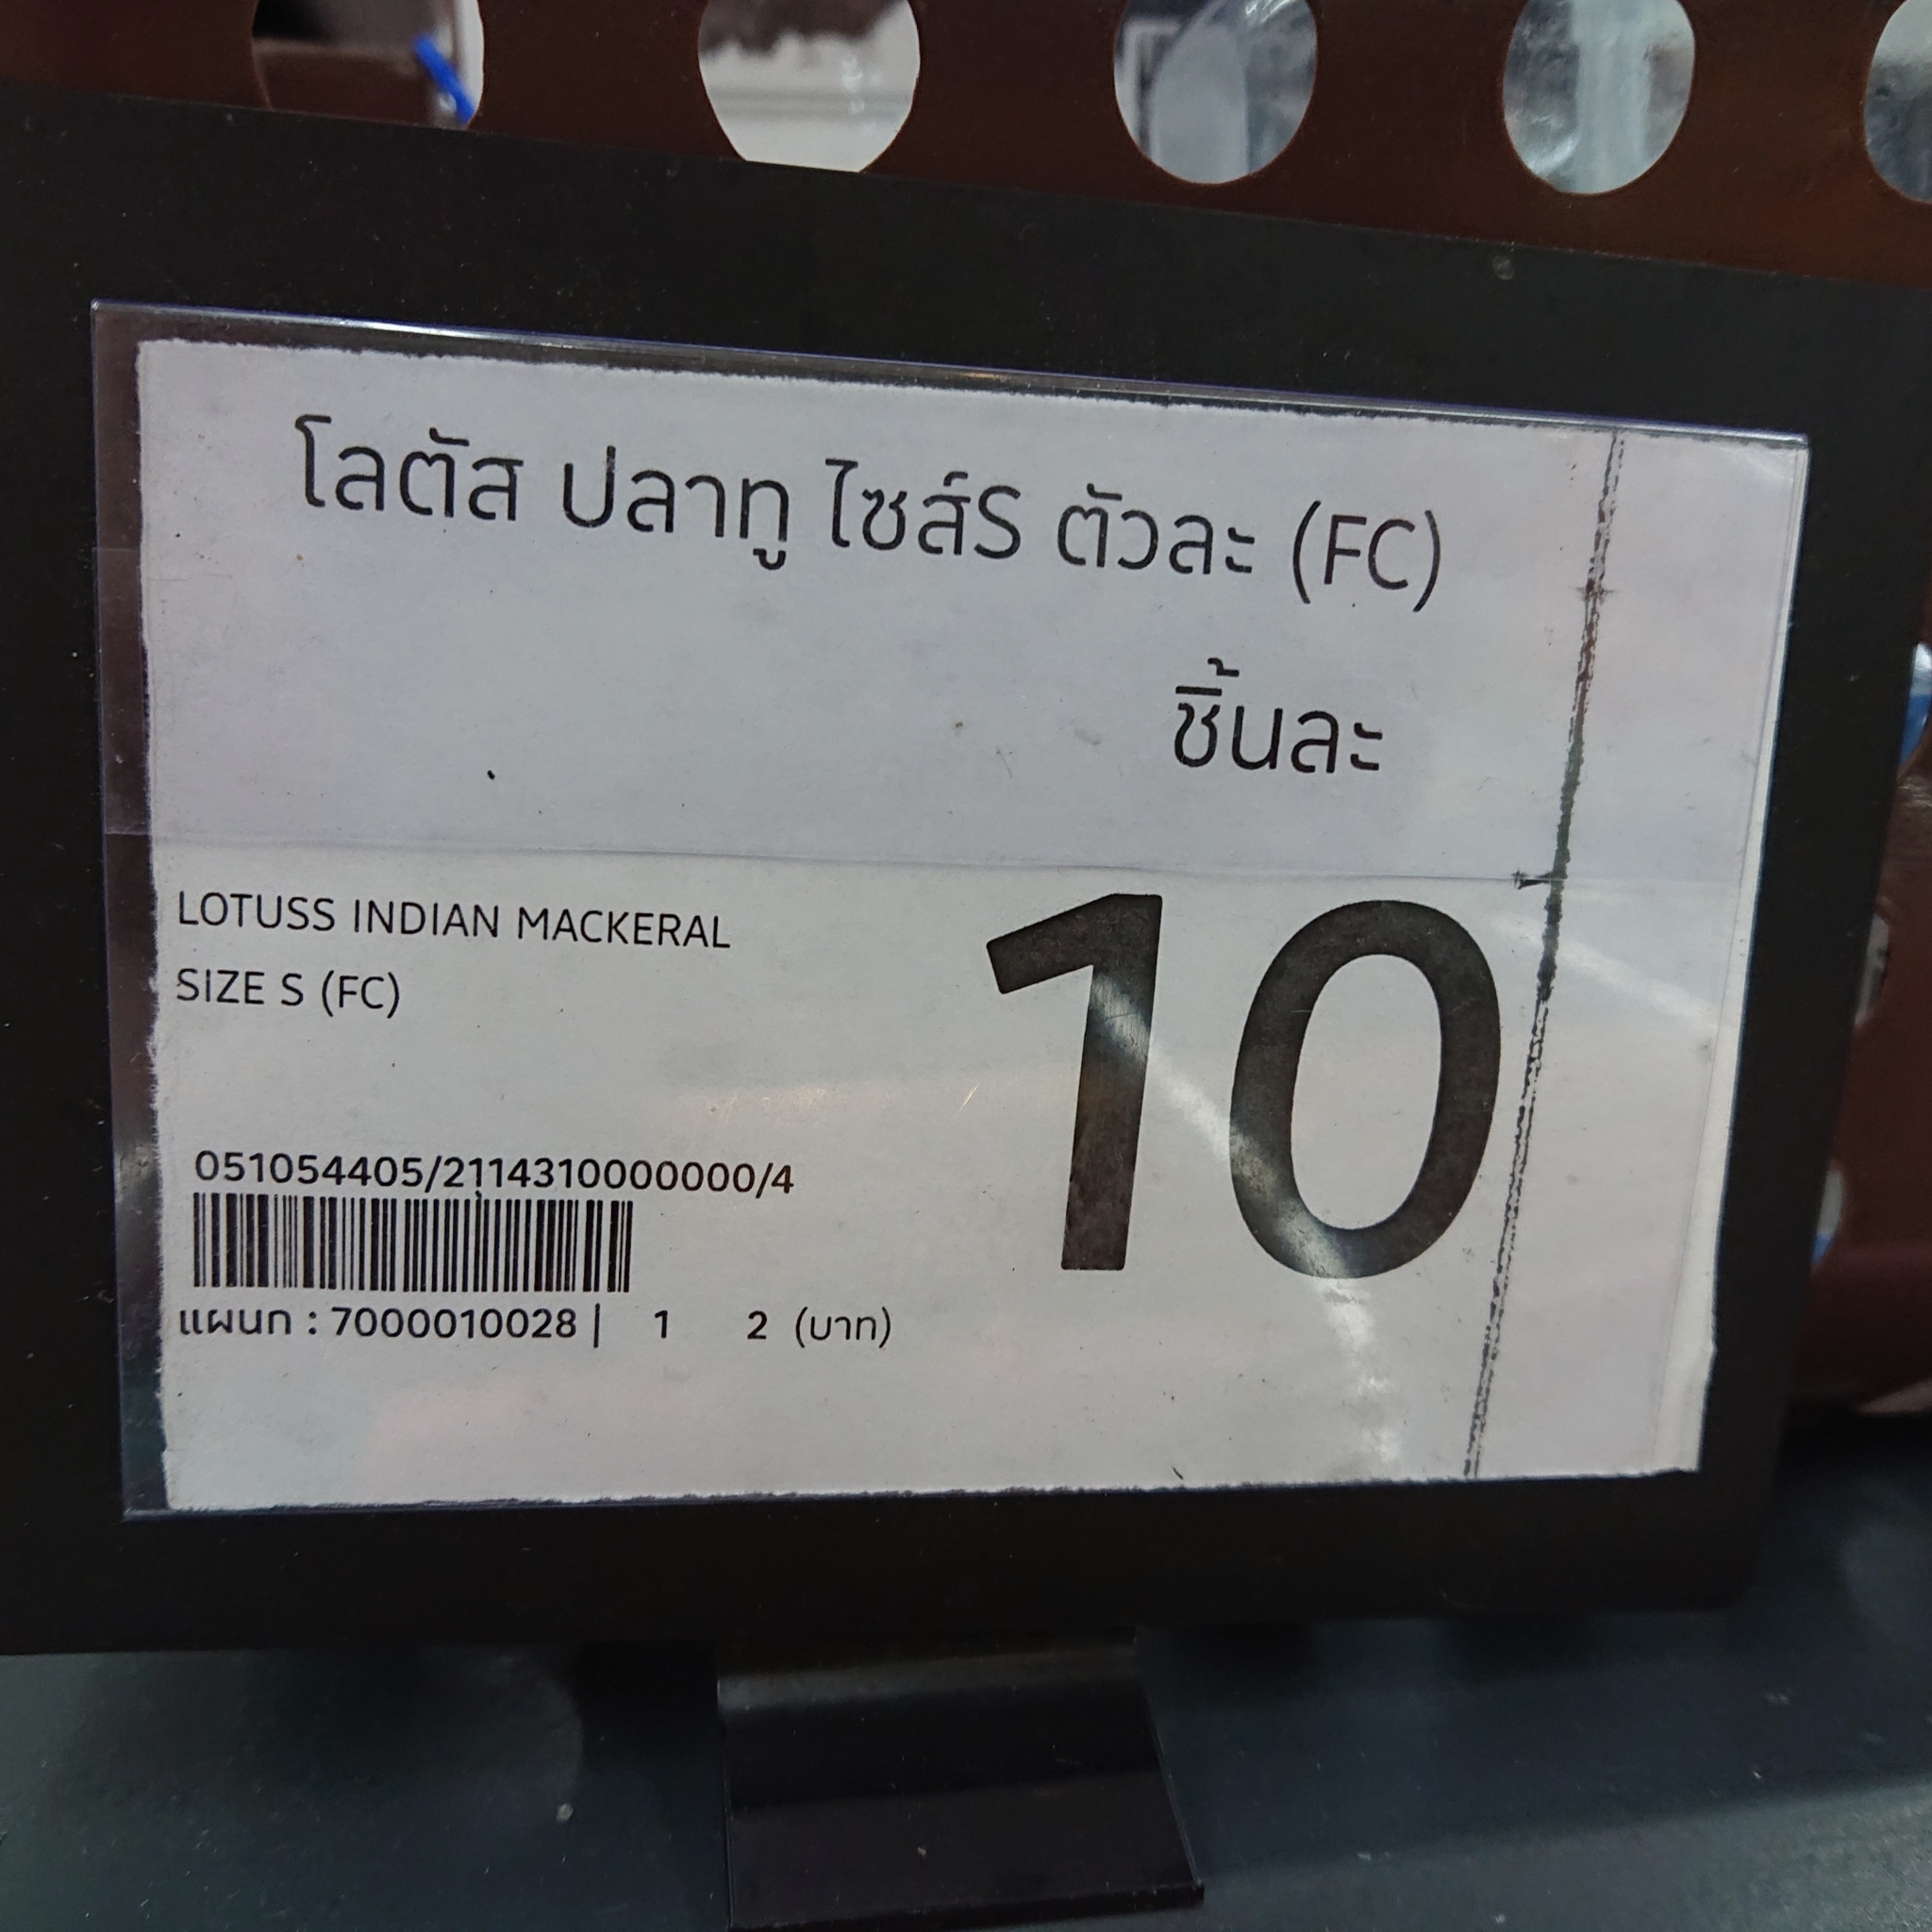 โลตัส ปลาทู ไซส์S ตัวละ (FC)
ชิ้นละ
LOTUSS INDIAN MACKERAL
SIZE S (FC)
10
051054405/2114310000000/4
แผนก : 7000010028 | 1 2 (บาท)